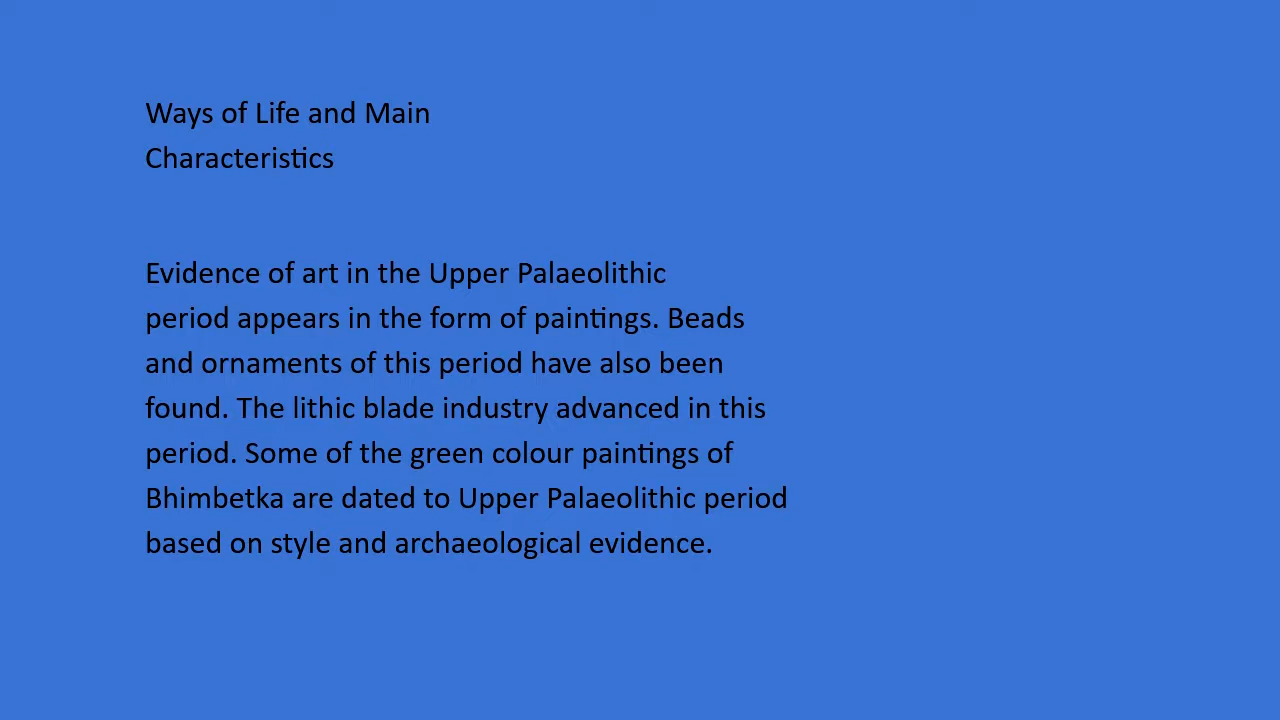 Ways of Life and Main
Characteristics
Evidence of art in the Upper Palaeolithic
period appears in the form of paintings. Beads
and ornaments of this period have also been
found. The lithic blade industry advanced in this
period. Some of the green colour paintings of
Bhimbetka are dated to Upper Palaeolithic period
based on style and archaeological evidence.